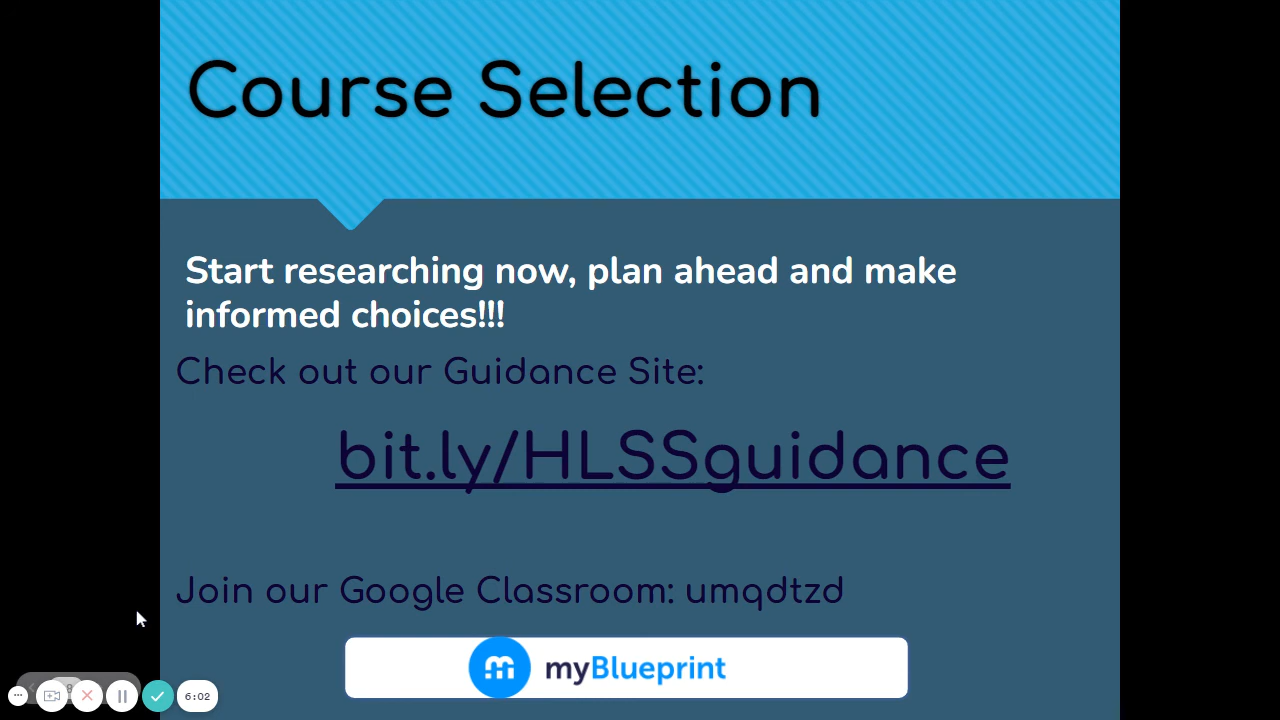 Course Selection
Start researching now, plan ahead and make
informed choices!!!
Check out our Guidance Site:
bit.ly/HLSSguidance
Join our Google Classroom: umqdtzd
myBlueprint
6:02